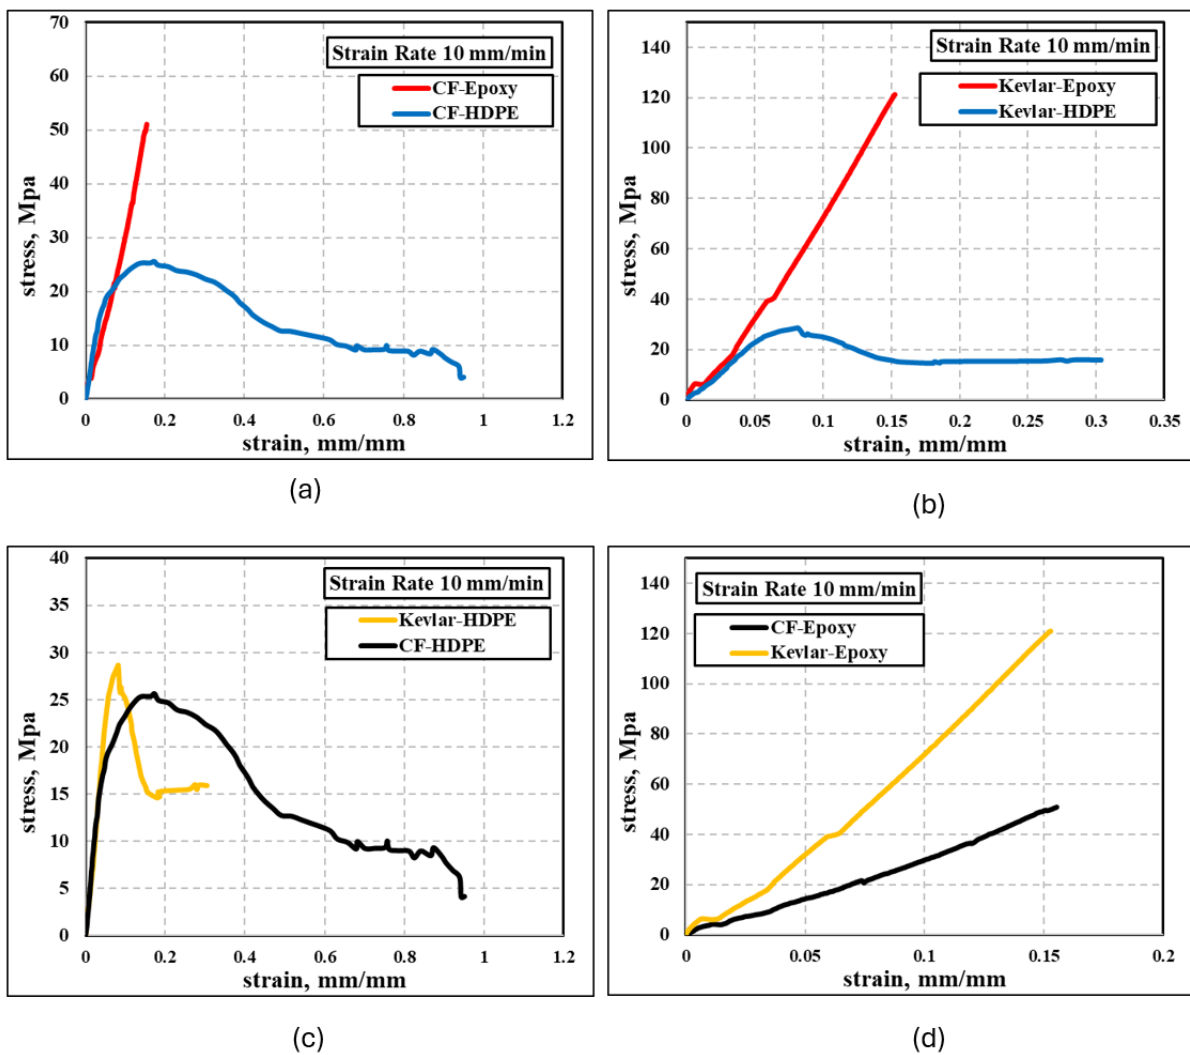 70
60
50
40
30
20
10
0
stress, Mpa
Strain Rate 10 mm/min
CF-Epoxy
CF-HDPE
0 0.2 0.4 0.6 0.8 1 1.2
strain, mm/mm
(a)
140
120
100
80
60
40
20
0
stress, Mpa
Strain Rate 10 mm/min
Kevlar-Epoxy
Kevlar-HDPE
0 0.05 0.1 0.15 0.2 0.25 0.3 0.35
strain, mm/mm
(b)
40
35
30
25
20
15
10
5
0
stress, Mpa
Strain Rate 10 mm/min
Kevlar-HDPE
CF-HDPE
0 0.2 0.4 0.6 0.8 1 1.2
strain, mm/mm
(c)
140
120
100
80
60
40
20
0
stress, Mpa
Strain Rate 10 mm/min
CF-Epoxy
Kevlar-Epoxy
0 0.05 0.1 0.15 0.2
strain, mm/mm
(d)